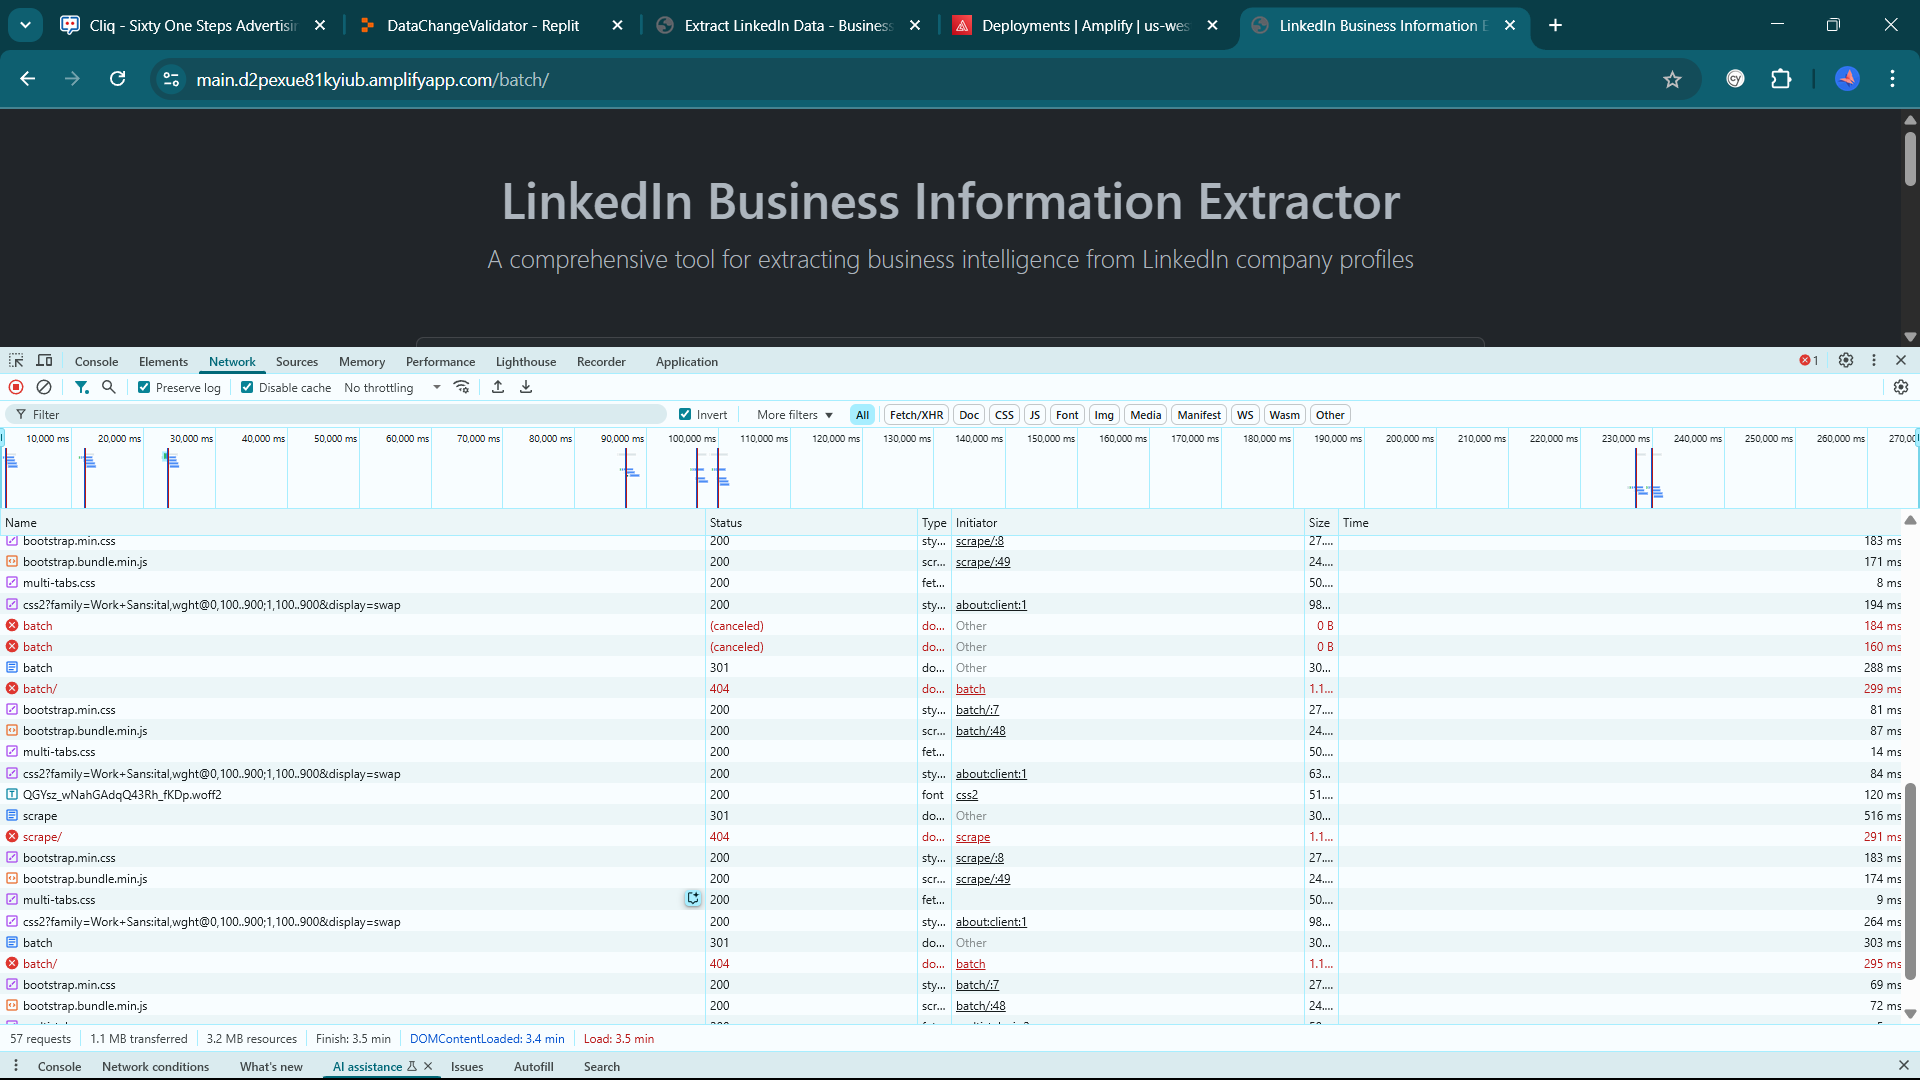 Cliq - Sixty One Steps Advertisin
DataChangeValidator - Replit
Extract LinkedIn Data - Business
Deployments | Amplify | us-wes
LinkedIn Business Information E
main.d2pexue81kyiub.amplifyapp.com/batch/
LinkedIn Business Information Extractor
A comprehensive tool for extracting business intelligence from LinkedIn company profiles
Console Elements Network Sources Memory Performance Lighthouse Recorder Application 1
Preserve log Disable cache No throttling
Filter Invert More filters All Fetch/XHR Doc CSS JS Font Img Media Manifest WS Wasm Other
10,000 ms 20,000 ms 30,000 ms 40,000 ms 50,000 ms 60,000 ms 70,000 ms 80,000 ms 90,000 ms 100,000 ms 110,000 ms 120,000 ms 130,000 ms 140,000 ms 150,000 ms 160,000 ms 170,000 ms 180,000 ms 190,000 ms 200,000 ms 210,000 ms 220,000 ms 230,000 ms 240,000 ms 250,000 ms 260,000 ms 270,0
Name Status Type Initiator Size Time
bootstrap.min.css 200 sty... scrape/:8 27.... 183 ms
bootstrap.bundle.min.js 200 scr... scrape/:49 24.... 171 ms
multi-tabs.css 200 fet... 50.... 8 ms
css2?family=Work+Sans:ital,wght@0,100..900;1,100..900&display=swap 200 sty... about:client:1 98... 194 ms
batch (canceled) do... Other 0 B 184 ms
batch (canceled) do... Other 0 B 160 ms
batch 301 do... Other 30... 288 ms
batch/ 404 do... batch 1.1... 299 ms
bootstrap.min.css 200 sty... batch/:7 27.... 81 ms
bootstrap.bundle.min.js 200 scr... batch/:48 24.... 87 ms
multi-tabs.css 200 fet... 50.... 14 ms
css2?family=Work+Sans:ital,wght@0,100..900;1,100..900&display=swap 200 sty... about:client:1 63... 84 ms
QGYsz_wNahGAdqQ43Rh_fKDp.woff2 200 font css2 51.... 120 ms
scrape 301 do... Other 30... 516 ms
scrape/ 404 do... scrape 1.1... 291 ms
bootstrap.min.css 200 sty... scrape/:8 27.... 183 ms
bootstrap.bundle.min.js 200 scr... scrape/:49 24.... 174 ms
multi-tabs.css 200 fet... 50.... 9 ms
css2?family=Work+Sans:ital,wght@0,100..900;1,100..900&display=swap 200 sty... about:client:1 98... 264 ms
batch 301 do... Other 30... 303 ms
batch/ 404 do... batch 1.1... 295 ms
bootstrap.min.css 200 sty... batch/:7 27.... 69 ms
bootstrap.bundle.min.js 200 scr... batch/:48 24.... 72 ms
57 requests 1.1 MB transferred 3.2 MB resources Finish: 3.5 min DOMContentLoaded: 3.4 min Load: 3.5 min
Console Network conditions What's new AI assistance Issues Autofill Search